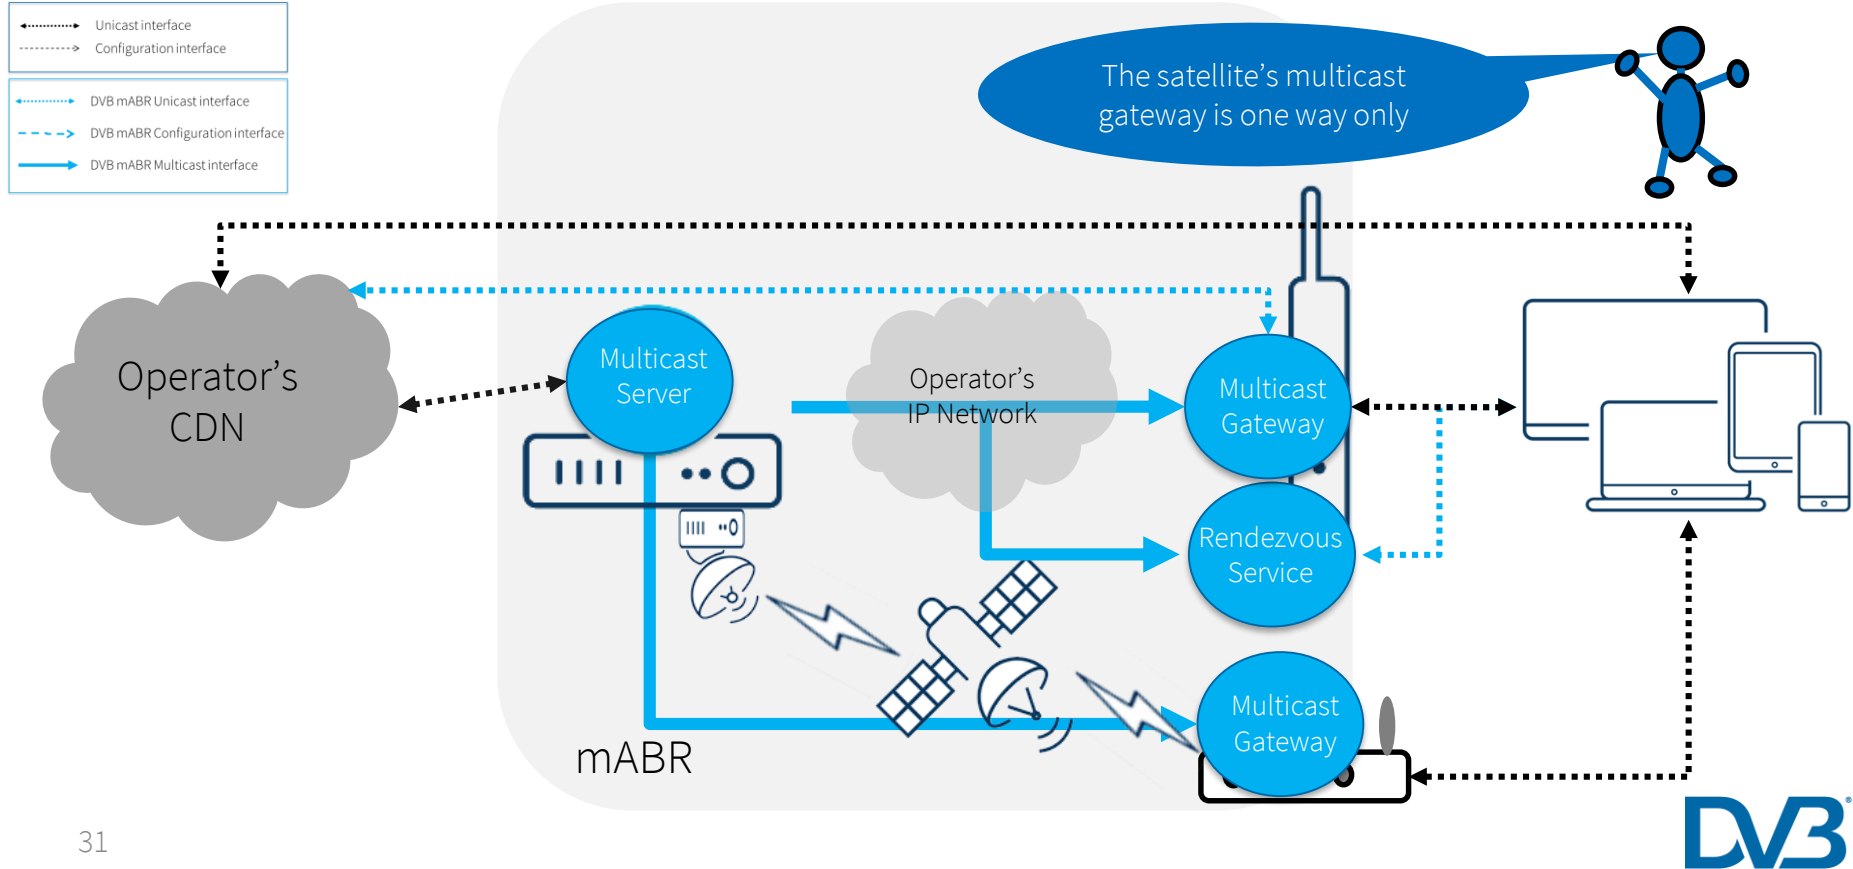 Unicast interface
Configuration interface
DVB mABR Unicast interface
DVB mABR Configuration interface
DVB mABR Multicast interface
The satellite’s multicast
gateway is one way only
Operator’s
CDN
Multicast
Server
Operator’s
IP Network
Multicast
Gateway
Rendezvous
Service
Multicast
Gateway
mABR
31
DVB®